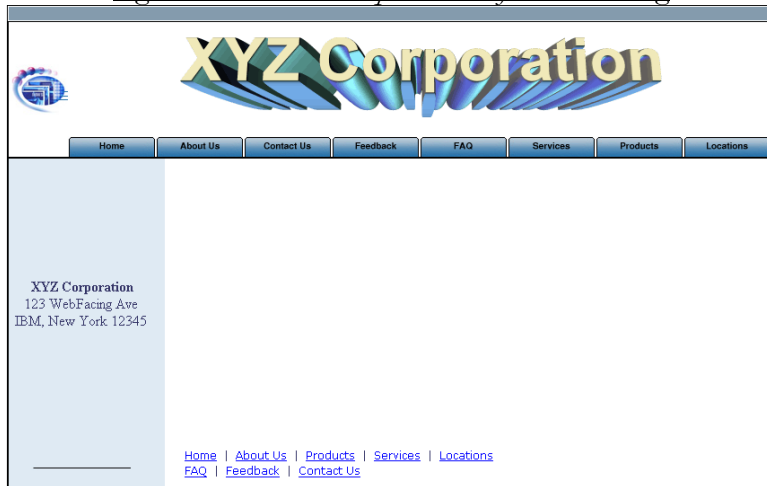 XYZ Corporation
Home About Us Contact Us Feedback FAQ Services Products Locations
XYZ Corporation
123 WebFacing Ave
IBM, New York 12345
Home | About Us | Products | Services | Locations
FAQ | Feedback | Contact Us